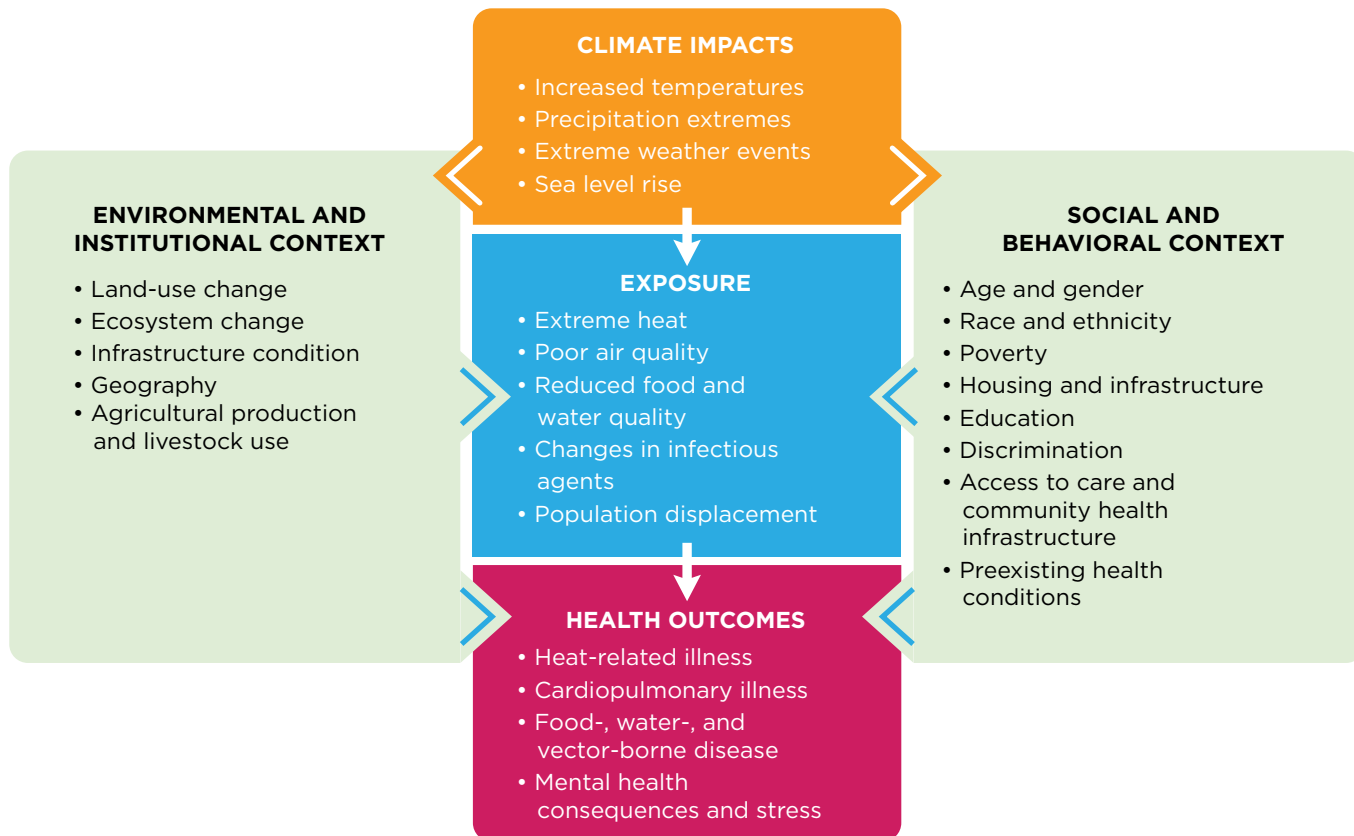 CLIMATE IMPACTS
• Increased temperatures
• Precipitation extremes
• Extreme weather events
• Sea level rise
ENVIRONMENTAL AND
INSTITUTIONAL CONTEXT
• Land-use change
• Ecosystem change
• Infrastructure condition
• Geography
• Agricultural production
and livestock use
EXPOSURE
• Extreme heat
• Poor air quality
• Reduced food and
water quality
• Changes in infectious
agents
• Population displacement
SOCIAL AND
BEHAVIORAL CONTEXT
• Age and gender
• Race and ethnicity
• Poverty
• Housing and infrastructure
• Education
• Discrimination
• Access to care and
community health
infrastructure
• Preexisting health
conditions
HEALTH OUTCOMES
• Heat-related illness
• Cardiopulmonary illness
• Food-, water-, and
vector-borne disease
• Mental health
consequences and stress